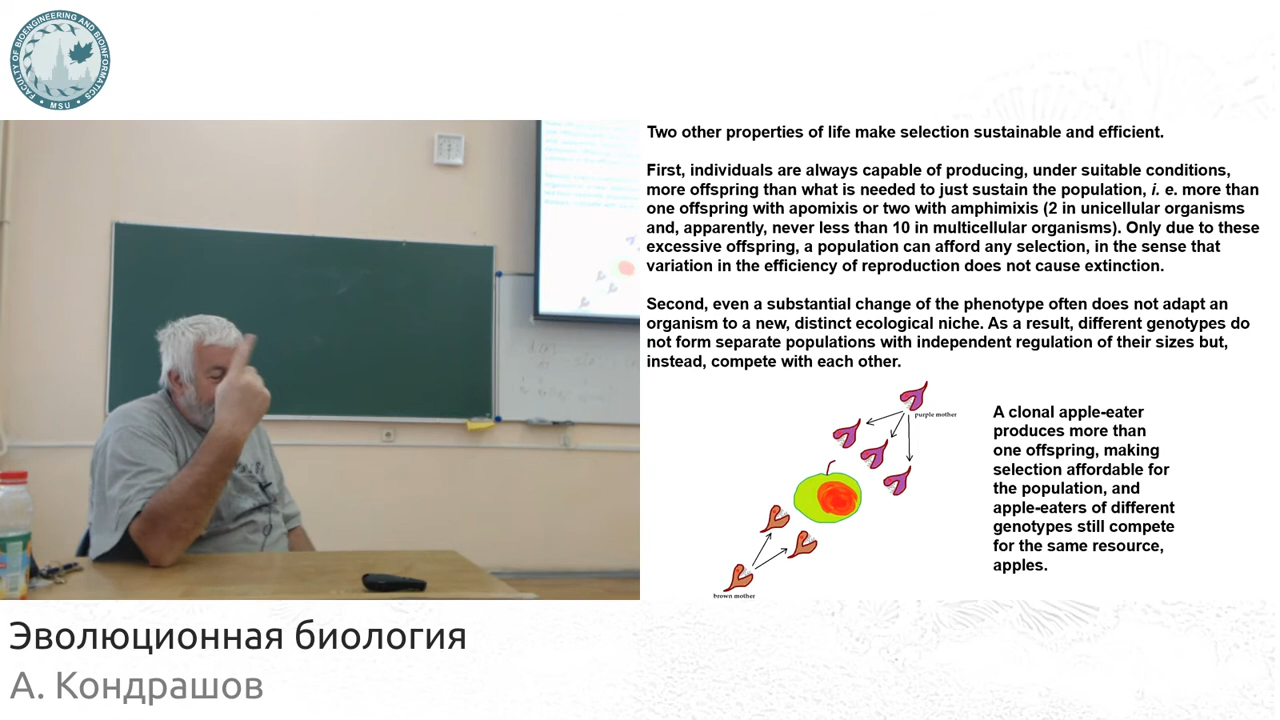 FACULTY OF BIOENGINEERING AND BIOINFORMATICS
• MSU •
Two other properties of life make selection sustainable and efficient.
First, individuals are always capable of producing, under suitable conditions,
more offspring than what is needed to just sustain the population, i. e. more than
one offspring with apomixis or two with amphimixis (2 in unicellular organisms
and, apparently, never less than 10 in multicellular organisms). Only due to these
excessive offspring, a population can afford any selection, in the sense that
variation in the efficiency of reproduction does not cause extinction.
Second, even a substantial change of the phenotype often does not adapt an
organism to a new, distinct ecological niche. As a result, different genotypes do
not form separate populations with independent regulation of their sizes but,
instead, compete with each other.
purple mother
A clonal apple-eater
produces more than
one offspring, making
selection affordable for
the population, and
apple-eaters of different
genotypes still compete
for the same resource,
apples.
brown mother
Эволюционная биология
А. Кондрашов